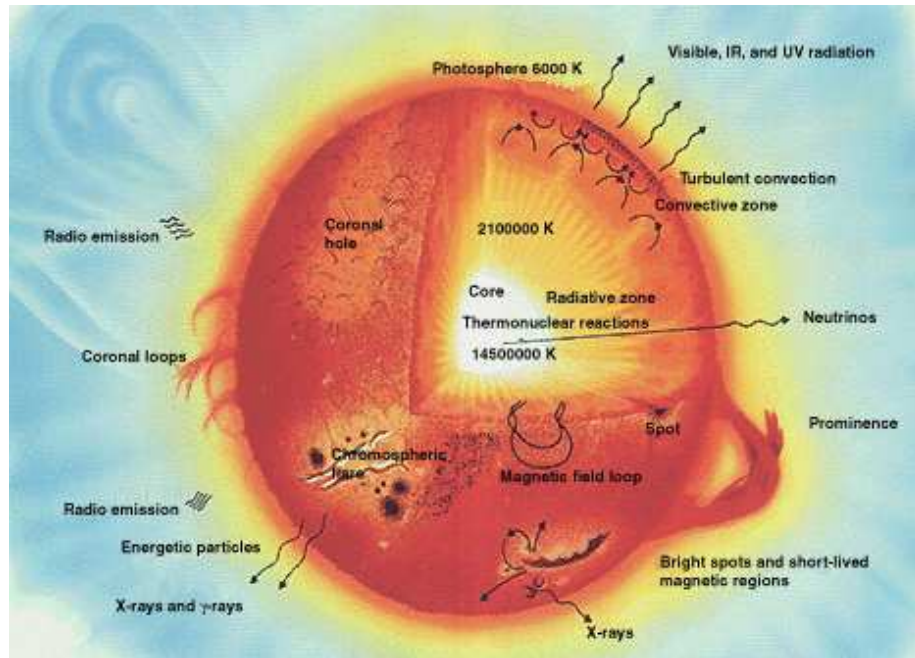 Visible, IR, and UV radiation
Photosphere 6000 K
Turbulent convection
Convective zone
Coronal
hole
2100000 K
Radio emission
Core
Radiative zone
Thermonuclear reactions
Neutrinos
14500000 K
Coronal loops
Prominence
Spot
Chromospheric
flare
Magnetic field loop
Radio emission
Energetic particles
Bright spots and short-lived
magnetic regions
X-rays and γ-rays
X-rays